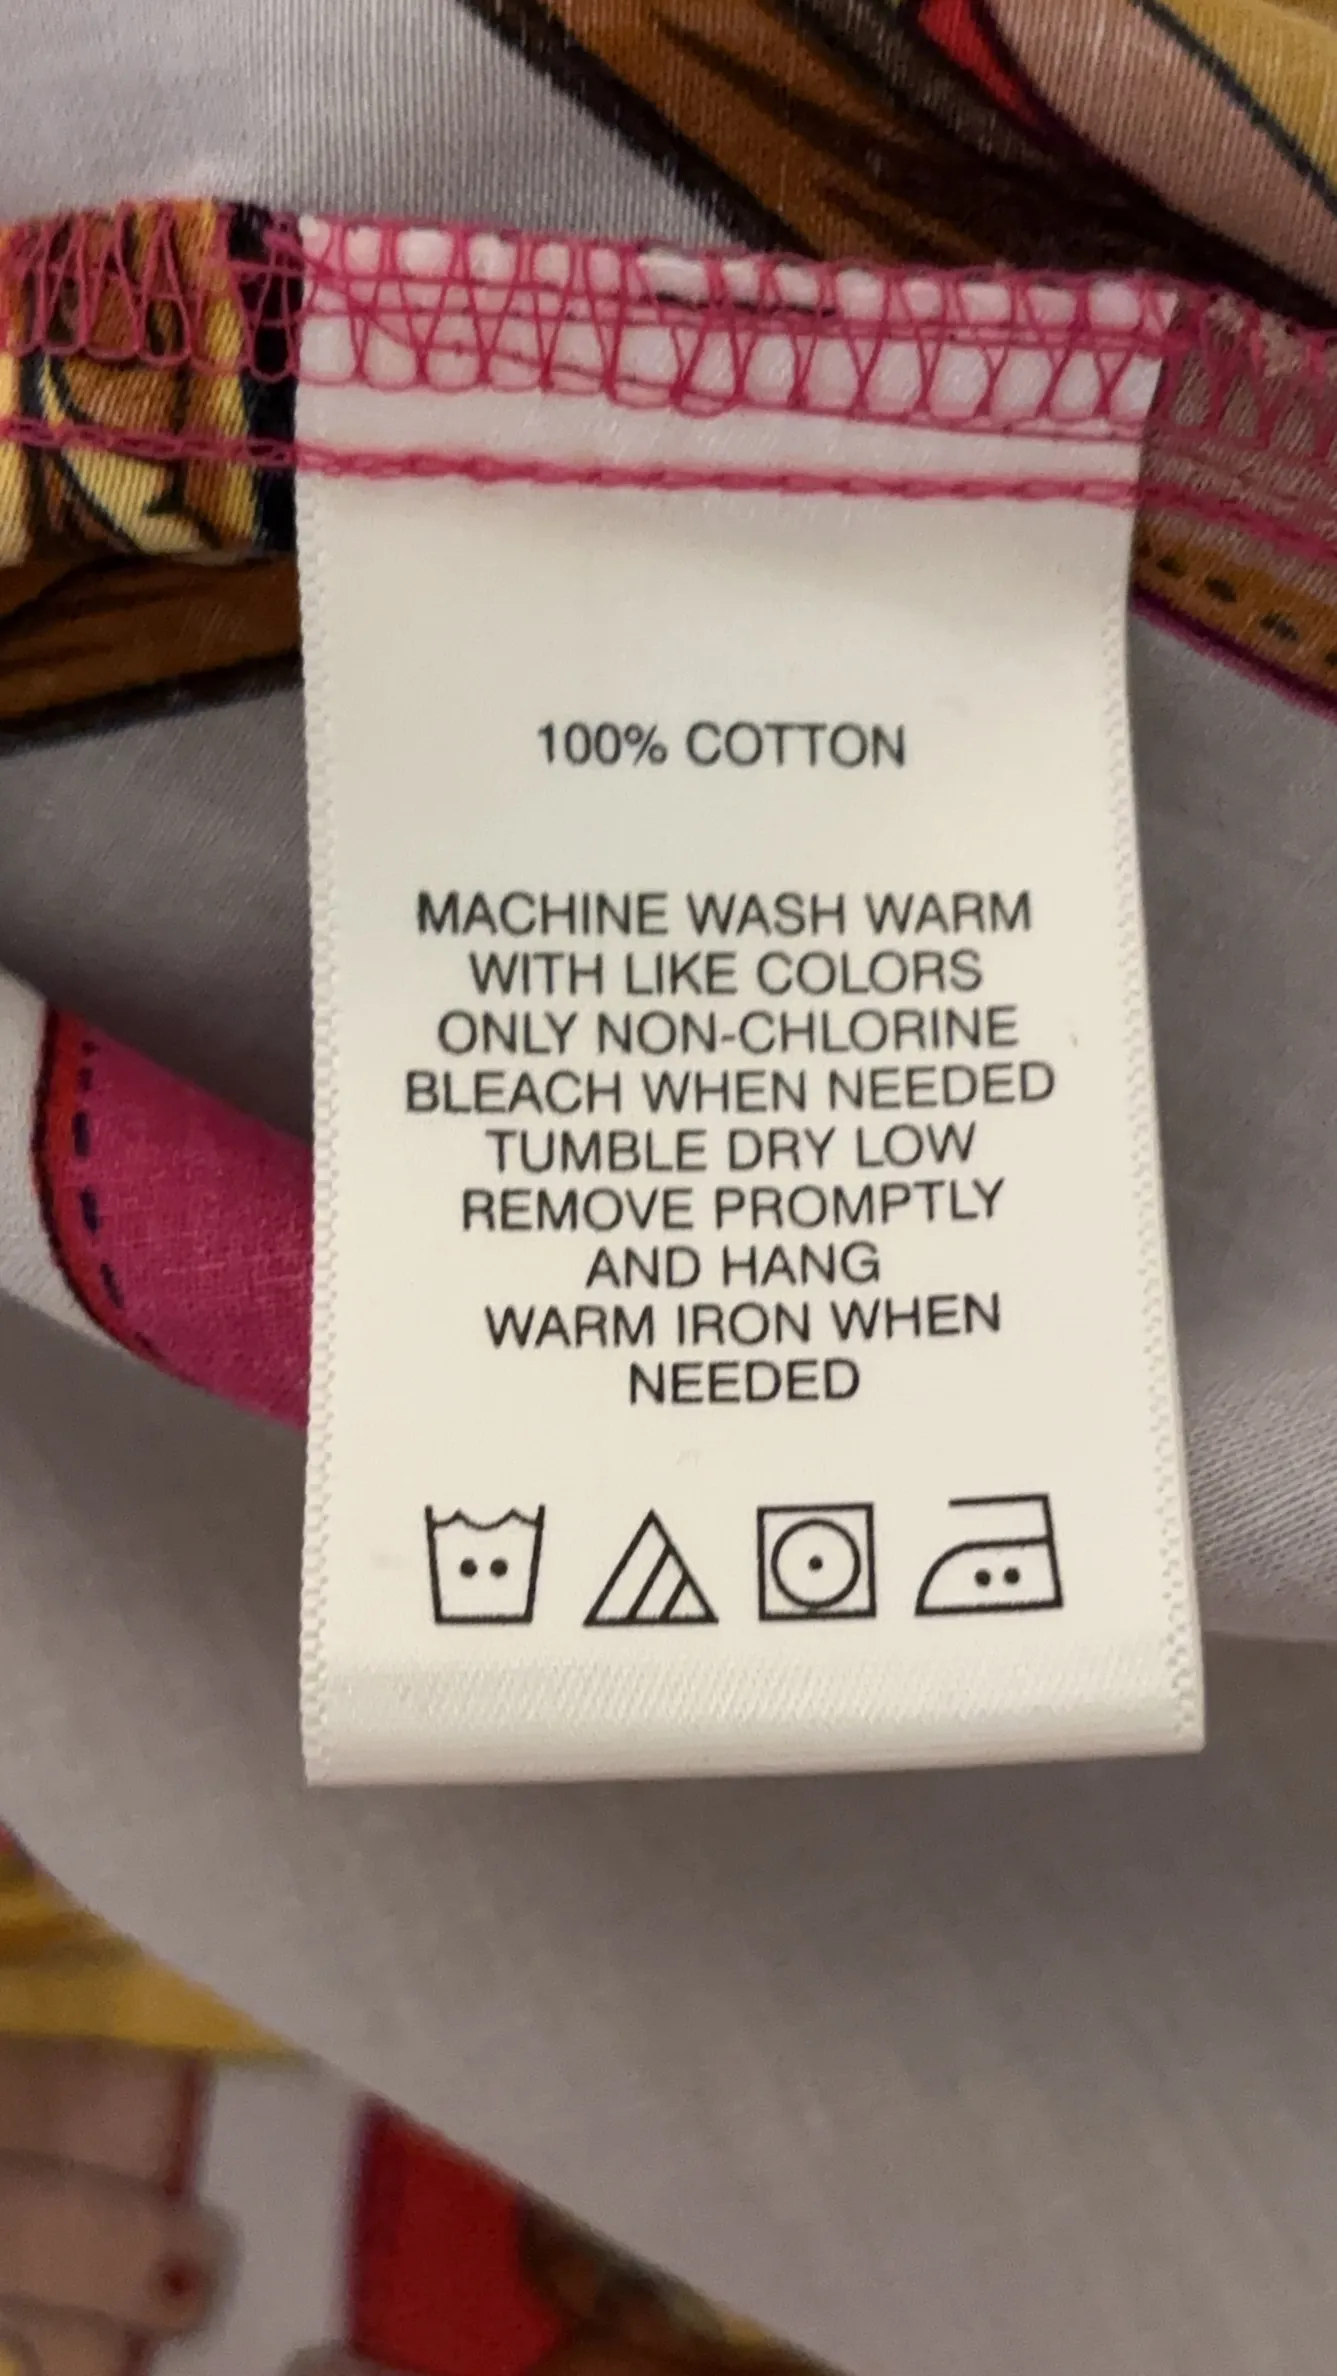 100% COTTON
MACHINE WASH WARM
WITH LIKE COLORS
ONLY NON-CHLORINE
BLEACH WHEN NEEDED
TUMBLE DRY LOW
REMOVE PROMPTLY
AND HANG
WARM IRON WHEN
NEEDED